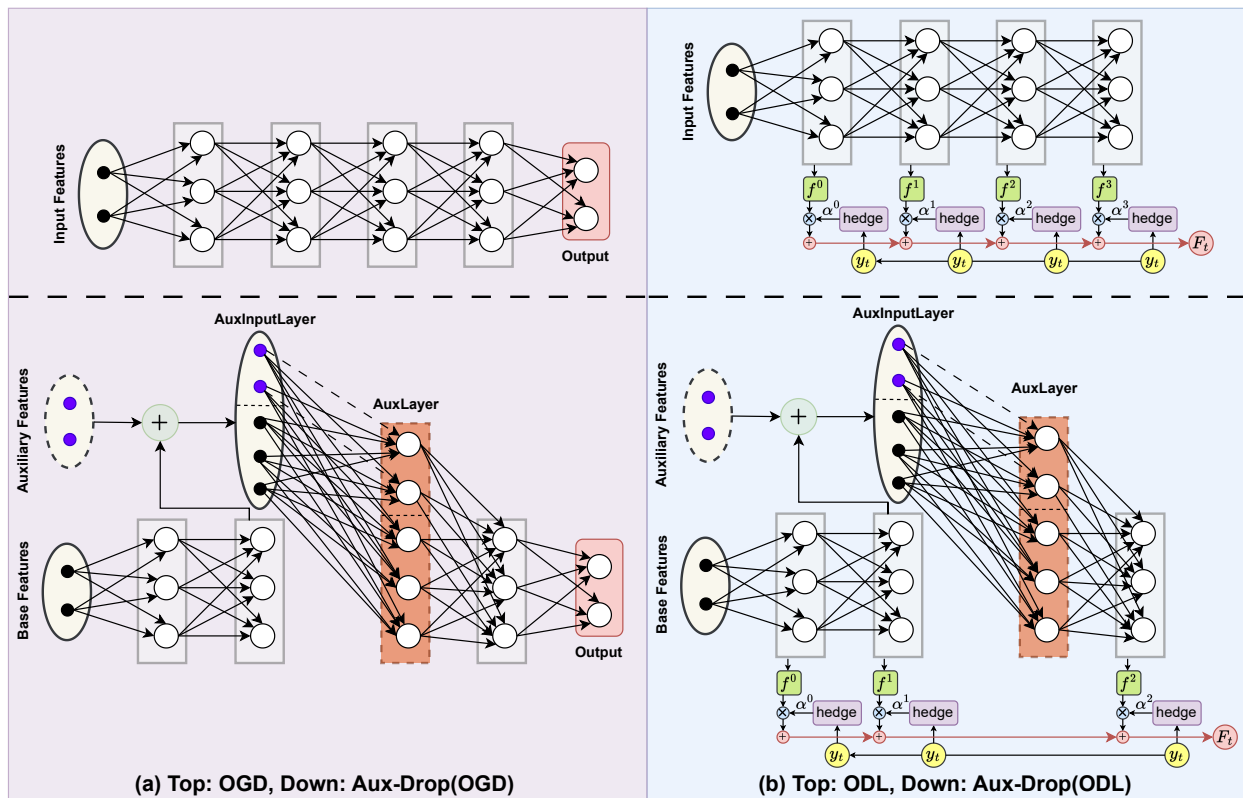 Input Features
Output
AuxInputLayer
Auxiliary Features
+
AuxLayer
Base Features
Output
(a) Top: OGD, Down: Aux-Drop(OGD)
Input Features
f⁰ f¹ f² f³
⊗ α⁰ hedge ⊗ α¹ hedge ⊗ α² hedge ⊗ α³ hedge
+ + + + Fₜ
yₜ yₜ yₜ yₜ
AuxInputLayer
Auxiliary Features
+
AuxLayer
Base Features
f⁰ f¹ f²
⊗ α⁰ hedge ⊗ α¹ hedge ⊗ α² hedge
+ + + Fₜ
yₜ yₜ yₜ
(b) Top: ODL, Down: Aux-Drop(ODL)